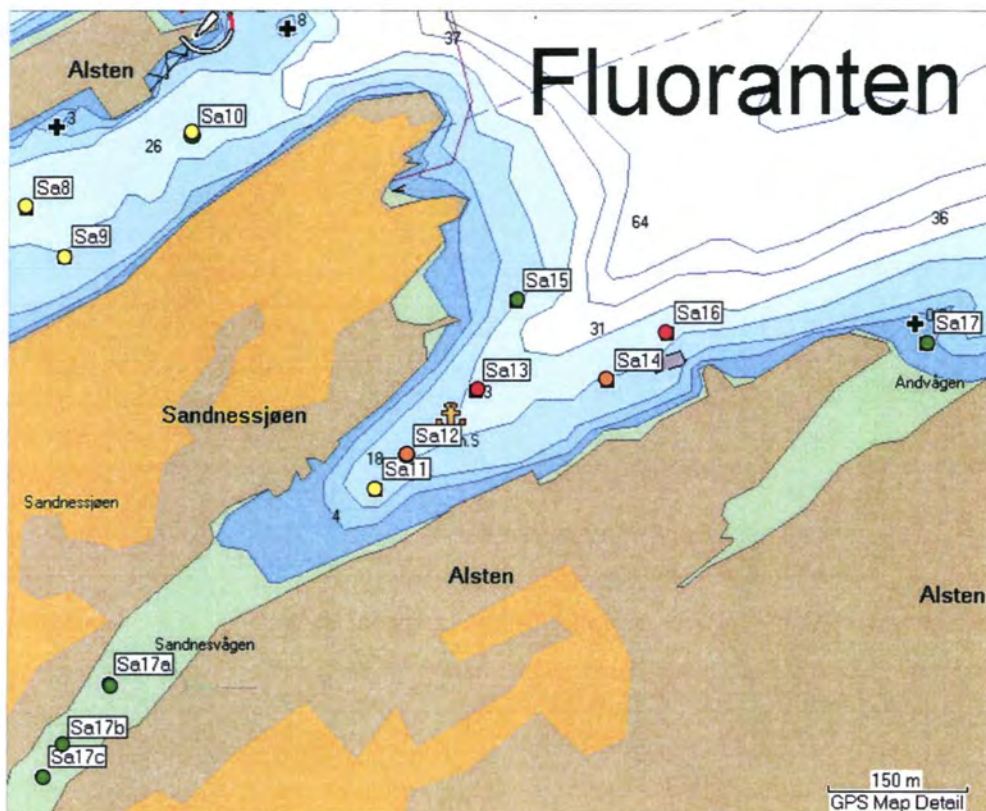 8
37
Alsten
Fluoranten
3
Sa10
26
Sa8
64
36
Sa9
Sa15
31
Sa16
Sa17
Sa14
Andvågen
Sa13
3
Sandnessjøen
Sa12
18
Sa11
Sandnessjøen
4
Alsten
Alsten
Sandnesvågen
Sa17a
Sa17b
Sa17c
150 m
GPS Map Detail